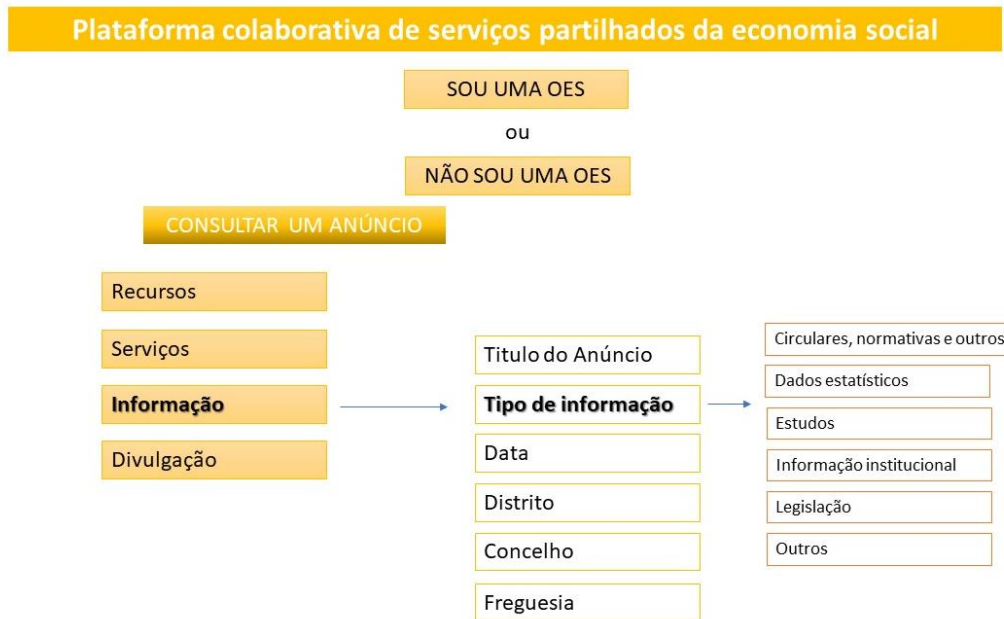 Plataforma colaborativa de serviços partilhados da economia social
SOU UMA OES
ou
NÃO SOU UMA OES
CONSULTAR UM ANÚNCIO
Recursos
Serviços
Informação
Divulgação
Titulo do Anúncio
Tipo de informação
Data
Distrito
Concelho
Freguesia
Circulares, normativas e outros
Dados estatísticos
Estudos
Informação institucional
Legislação
Outros